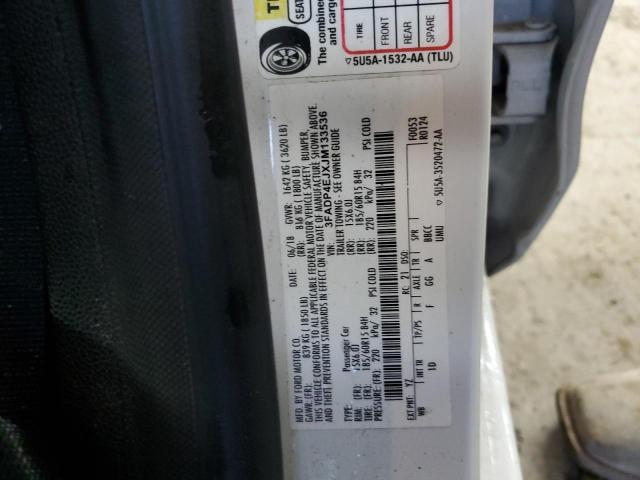 TI
SEAT
The combined
and cargo
TIRE
FRONT
REAR
SPARE
▽ 5U5A-1532-AA (TLU)
MFD. BY FORD MOTOR CO.
DATE: 06/18 GVWR: 1642 KG ( 3620 LB)
GAWR: (FR): 839 KG ( 1850 LB) (RR): 816 KG ( 1800 LB)
THIS VEHICLE CONFORMS TO ALL APPLICABLE FEDERAL MOTOR VEHICLE SAFETY, BUMPER,
AND THEFT PREVENTION STANDARDS IN EFFECT ON THE DATE OF MANUFACTURE SHOWN ABOVE.
VIN: 3FADP4EJXJM133536
TYPE: Passenger Car TRAILER TOWING - SEE OWNER GUIDE
RIM: (FR): 15X6.0J (RR): 15X6.0J
TIRE: (FR): 185/60R15 84H (RR): 185/60R15 84H
PRESSURE:(FR): 220 kPa/ 32 PSI COLD (RR): 220 kPa/ 32 PSI COLD
EXT PNT: YZ RC: 21 DSO: F0053
R0124
WB INT TR TP/PS R AXLE TR SPR
1D F GG A BBCC
UMU
▽ 5U5A-3520472-AA